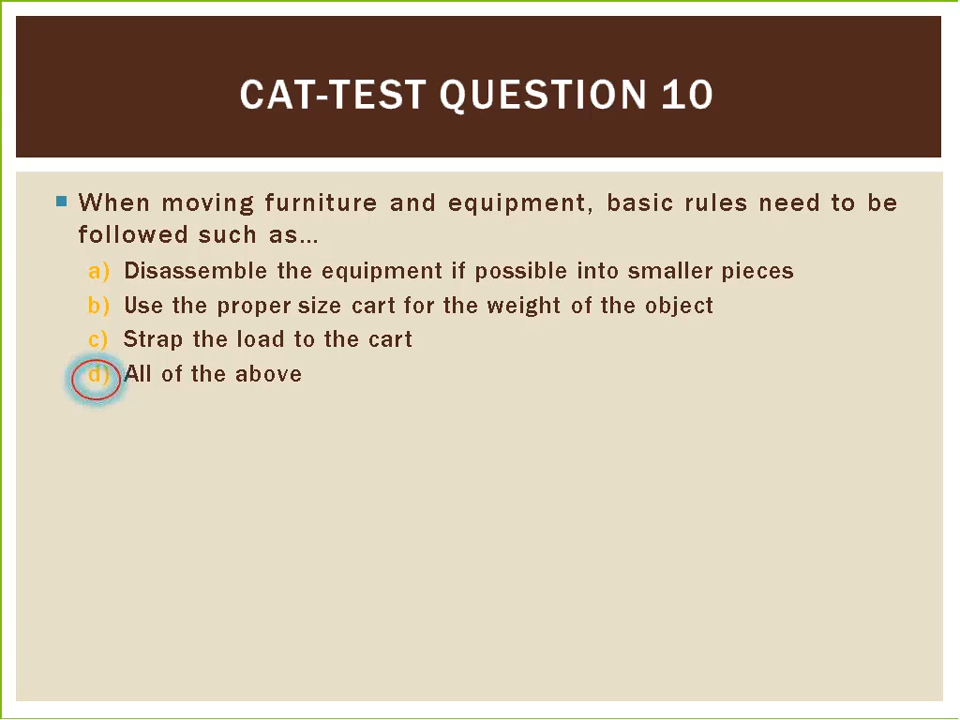 CAT-TEST QUESTION 10
When moving furniture and equipment, basic rules need to be
followed such as…
a) Disassemble the equipment if possible into smaller pieces
b) Use the proper size cart for the weight of the object
c) Strap the load to the cart
d) All of the above